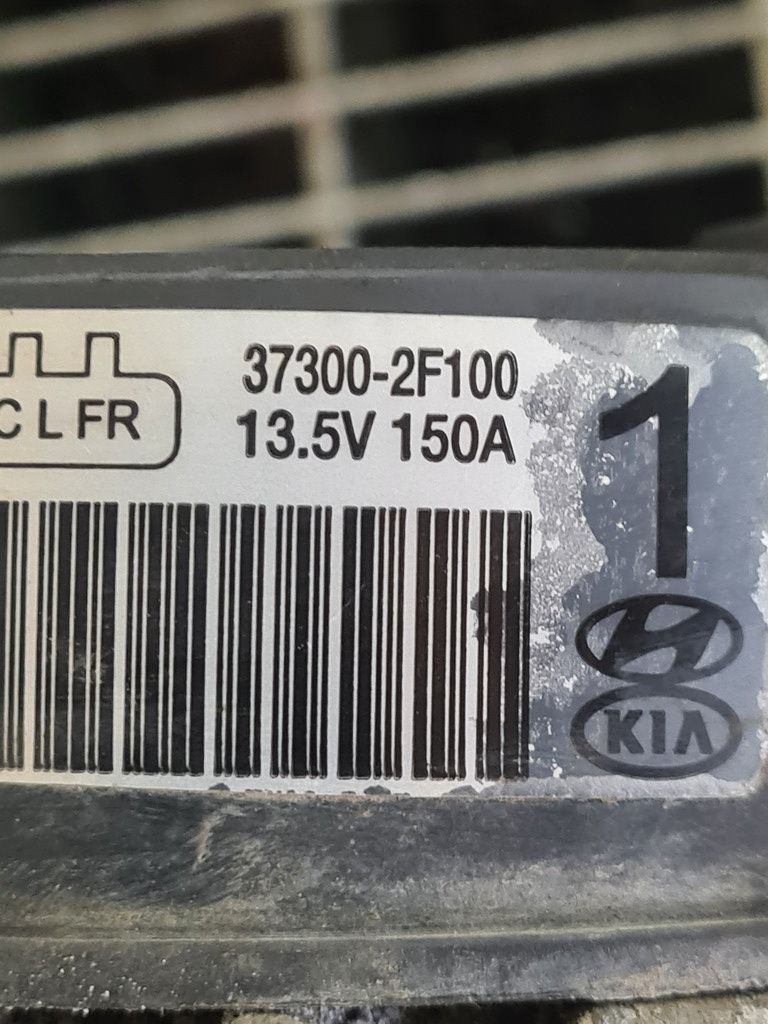 37300-2F100
C L FR
13.5V 150A
1
KIA